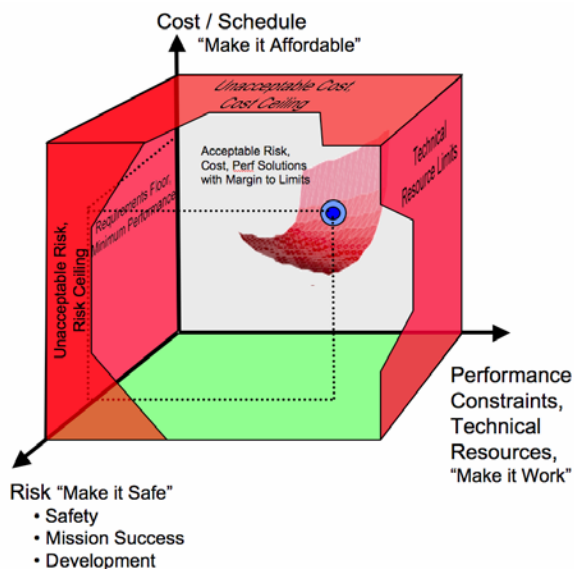 Cost / Schedule
“Make it Affordable”
Unacceptable Cost,
Cost Ceiling
Acceptable Risk,
Cost, Perf Solutions
with Margin to Limits
Technical
Resource Limits
Requirements Floor,
Minimum Performance
Unacceptable Risk,
Risk Ceiling
Performance
Constraints,
Technical
Resources,
“Make it Work”
Risk “Make it Safe”
• Safety
• Mission Success
• Development